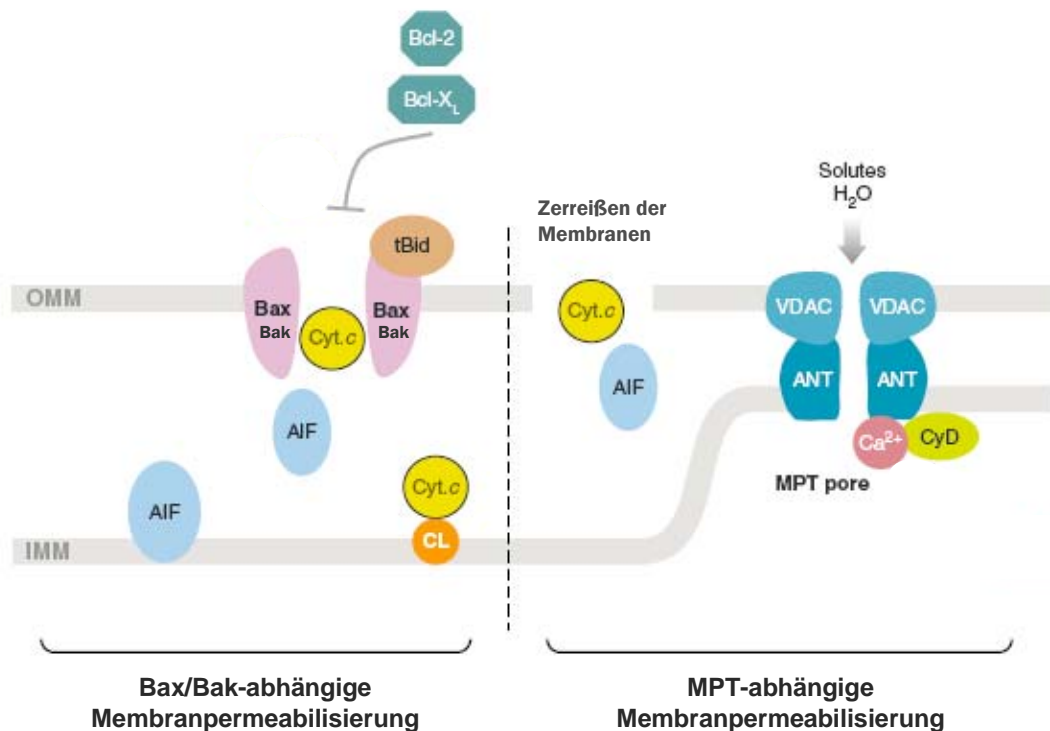 Bcl-2
Bcl-XL
Solutes
H2O
Zerreißen der
Membranen
tBid
OMM
Bax
Bak
Cyt.c
Bax
Bak
Cyt.c
VDAC
VDAC
AIF
AIF
ANT
ANT
Ca2+
CyD
MPT pore
Cyt.c
AIF
CL
IMM
Bax/Bak-abhängige
Membranpermeabilisierung
MPT-abhängige
Membranpermeabilisierung